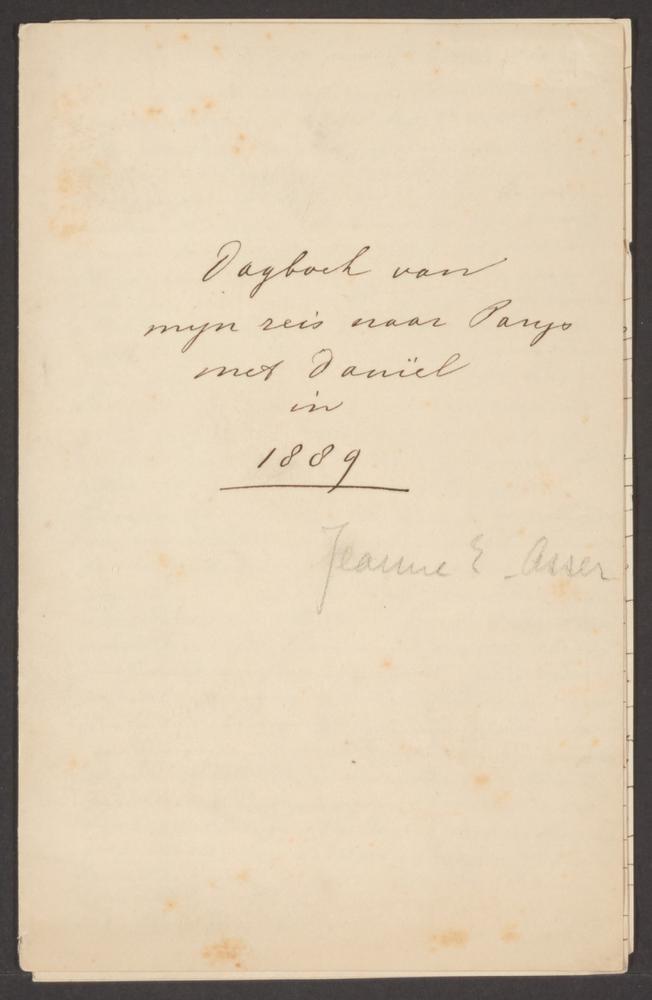 Dagboek van
mijn reis naar Parijs
met Daniël
in
1889
Jeanne E. Asser